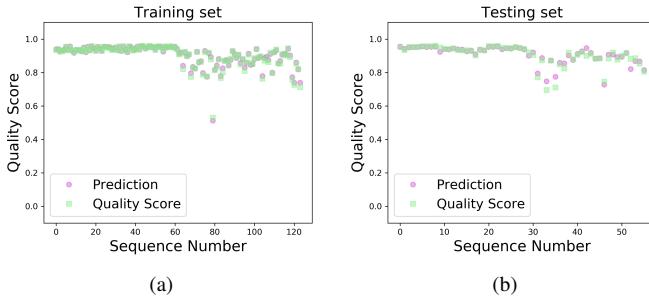 Training set
Quality Score
1.0
0.8
0.6
0.4
0.2
0.0
Prediction
Quality Score
0 20 40 60 80 100 120
Sequence Number
(a)
Testing set
Quality Score
1.0
0.8
0.6
0.4
0.2
0.0
Prediction
Quality Score
0 10 20 30 40 50
Sequence Number
(b)